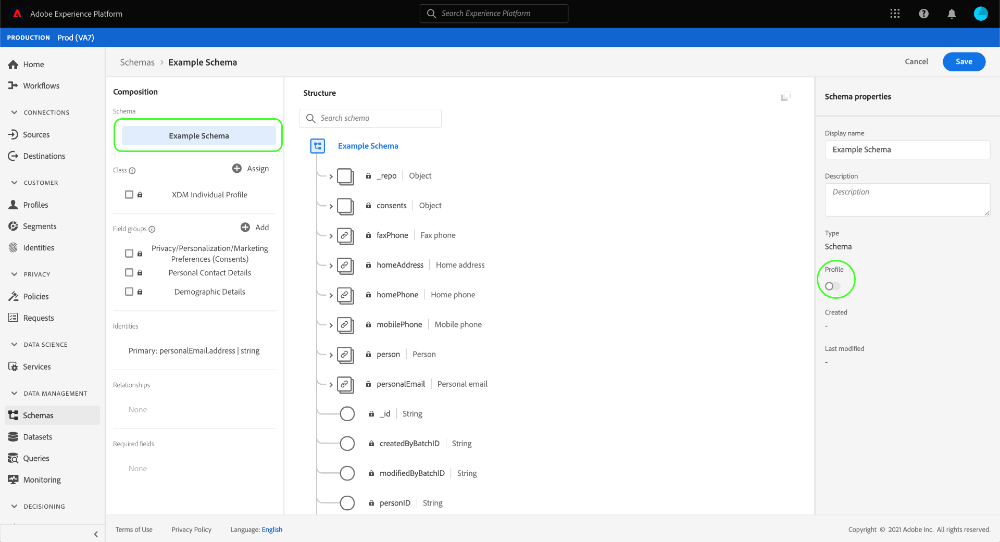 Adobe Experience Platform
Search Experience Platform
PRODUCTION Prod (VA7)
Home
Workflows
CONNECTIONS
Sources
Destinations
CUSTOMER
Profiles
Segments
Identities
PRIVACY
Policies
Requests
DATA SCIENCE
Services
DATA MANAGEMENT
Schemas
Datasets
Queries
Monitoring
DECISIONING
Schemas > Example Schema
Cancel
Save
Composition
Schema
Example Schema
Class
Assign
XDM Individual Profile
Field groups
Add
Privacy/Personalization/Marketing
Preferences (Consents)
Personal Contact Details
Demographic Details
Identities
Primary: personalEmail.address | string
Relationships
None
Required fields
None
Structure
Search schema
Example Schema
_repo | Object
consents | Object
faxPhone | Fax phone
homeAddress | Home address
homePhone | Home phone
mobilePhone | Mobile phone
person | Person
personalEmail | Personal email
_id | String
createdByBatchID | String
modifiedByBatchID | String
personID | String
Schema properties
Display name
Example Schema
Description
Description
Type
Schema
Profile
Created
-
Last modified
-
Terms of Use
Privacy Policy
Language: English
Copyright © 2021 Adobe Inc. All rights reserved.